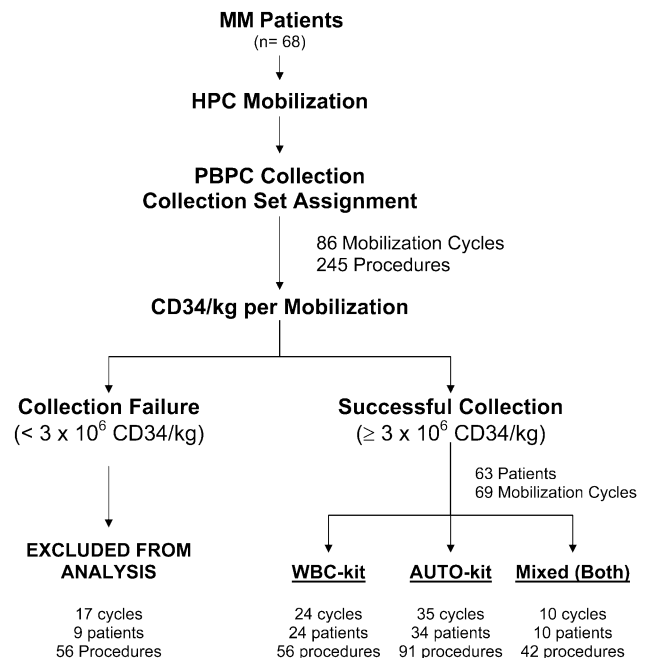 MM Patients
(n= 68)
HPC Mobilization
PBPC Collection
Collection Set Assignment
86 Mobilization Cycles
245 Procedures
CD34/kg per Mobilization
Collection Failure
(< 3 x 10⁶ CD34/kg)
Successful Collection
(≥ 3 x 10⁶ CD34/kg)
63 Patients
69 Mobilization Cycles
EXCLUDED FROM
ANALYSIS
17 cycles
9 patients
56 Procedures
WBC-kit
24 cycles
24 patients
56 procedures
AUTO-kit
35 cycles
34 patients
91 procedures
Mixed (Both)
10 cycles
10 patients
42 procedures